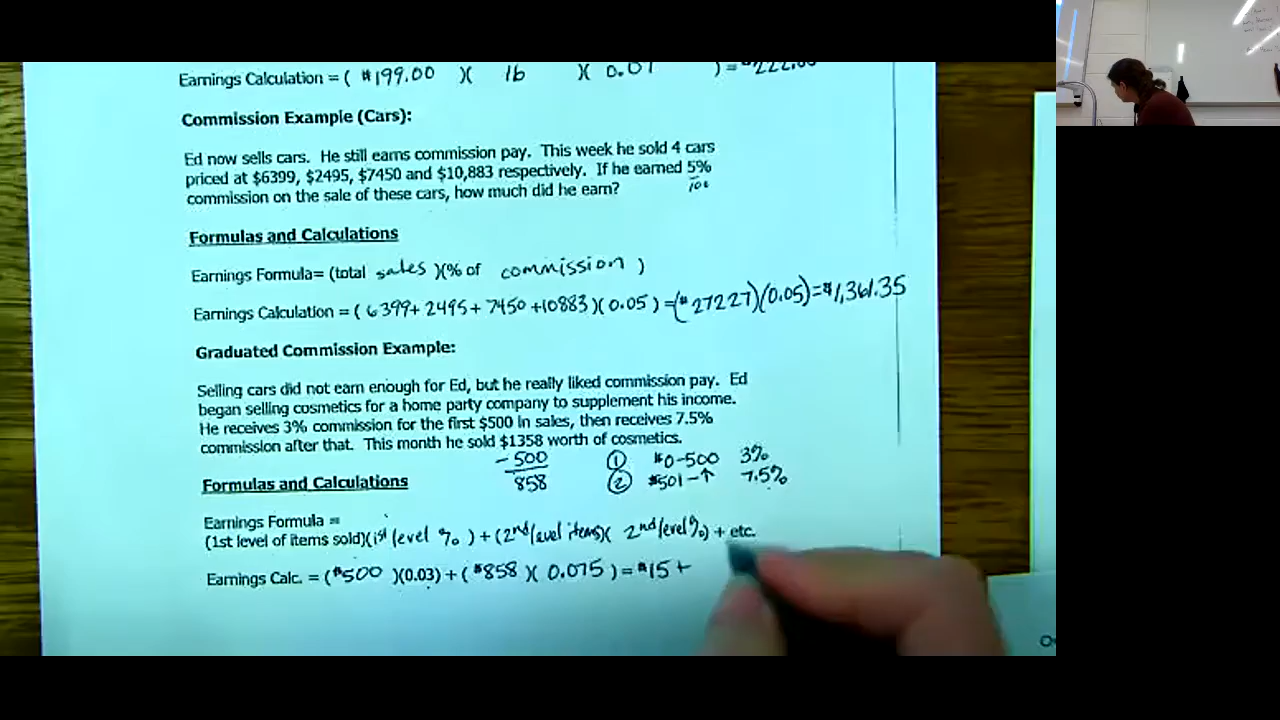 Earnings Calculation = ( $199.00 )( 16 )( 0.07 ) = $222.88
Commission Example (Cars):
Ed now sells cars. He still earns commission pay. This week he sold 4 cars
priced at $6399, $2495, $7450 and $10,883 respectively. If he earned 5%
100
commission on the sale of these cars, how much did he earn?
Formulas and Calculations
Earnings Formula= (total sales )(% of commission )
Earnings Calculation = ( 6399+2495+7450+10883)(0.05) =($27227)(0.05)=$1,361.35
Graduated Commission Example:
Selling cars did not earn enough for Ed, but he really liked commission pay. Ed
began selling cosmetics for a home party company to supplement his income.
He receives 3% commission for the first $500 in sales, then receives 7.5%
commission after that. This month he sold $1358 worth of cosmetics.
- 500 ① $0-500 3%
858 ② $501-↑ 7.5%
Formulas and Calculations
Earnings Formula =
(1st level of items sold)(1st level % ) + (2nd level items)( 2nd level%) + etc.
Earnings Calc. = ($500 )(0.03) + ( $858 )( 0.075 ) = $15 +